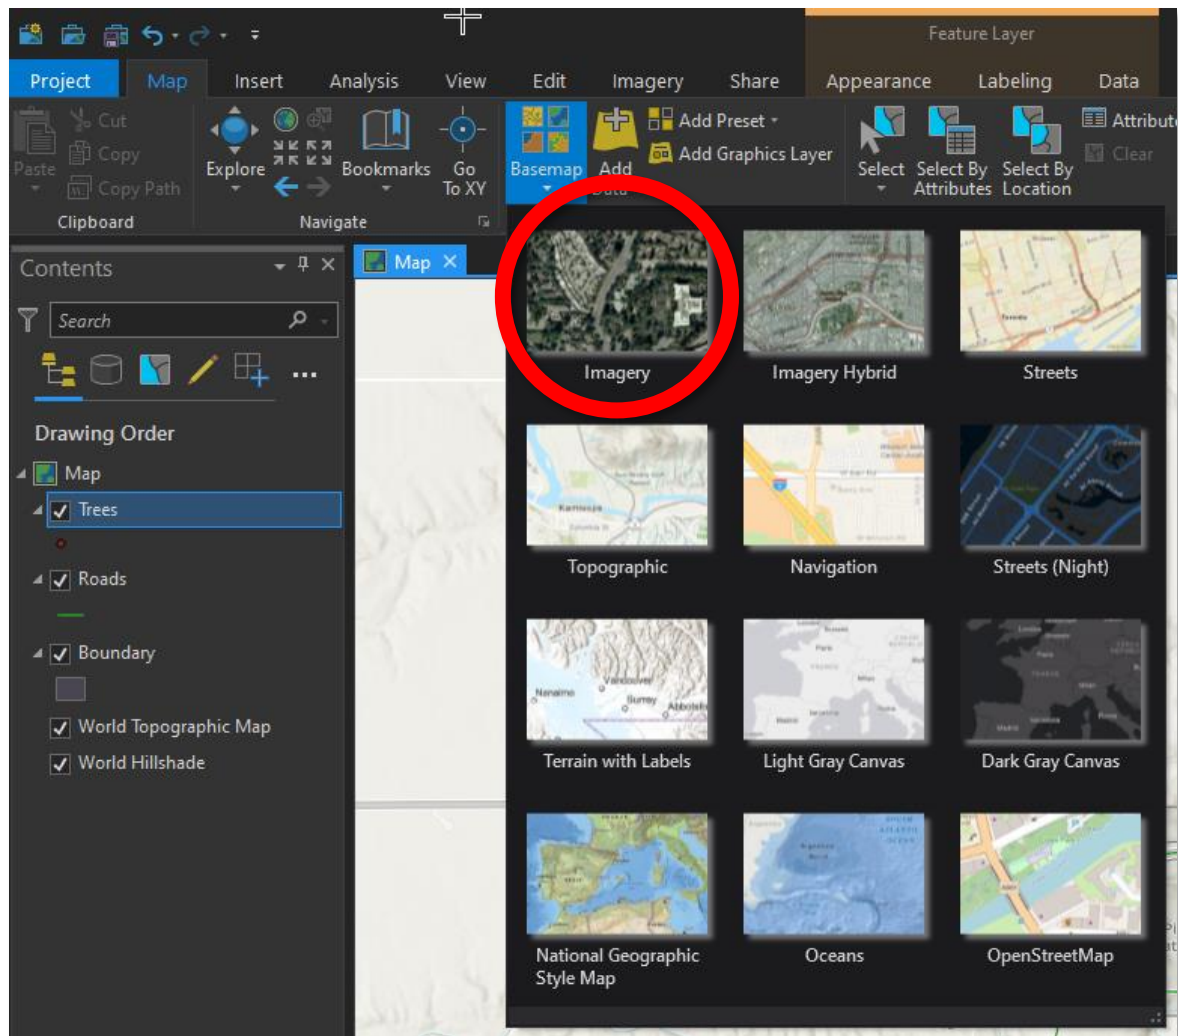 Feature Layer
Project Map Insert Analysis View Edit Imagery Share Appearance Labeling Data
Paste
Cut
Copy
Copy Path
Clipboard
Explore
Bookmarks
Go
To XY
Navigate
Basemap
Add
Data
Add Preset
Add Graphics Layer
Select
Select By
Attributes
Select By
Location
Attribut
Clear
Contents
Search
Drawing Order
Map
Trees
Roads
Boundary
World Topographic Map
World Hillshade
Map
Imagery
Imagery Hybrid
Streets
Topographic
Navigation
Streets (Night)
Nanaimo
Vancouver
Surrey
Terrain with Labels
Light Gray Canvas
Dark Gray Canvas
National Geographic
Style Map
Oceans
OpenStreetMap